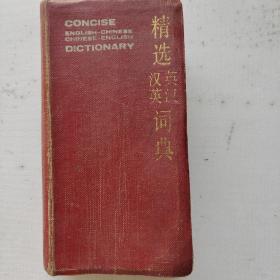 CONCISE
ENGLISH-CHINESE
CHINESE-ENGLISH
DICTIONARY
精选
英汉
汉英
词典